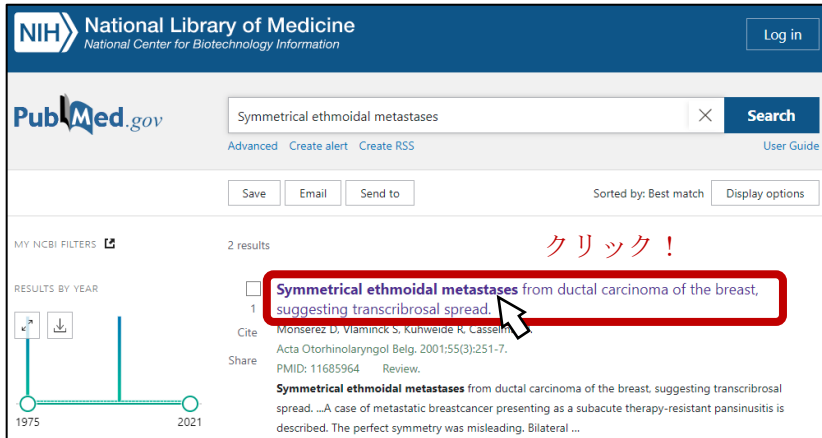 NIH National Library of Medicine
National Center for Biotechnology Information
Log in
PubMed.gov
Symmetrical ethmoidal metastases
Search
Advanced Create alert Create RSS
User Guide
Save Email Send to
Sorted by: Best match Display options
MY NCBI FILTERS
2 results
クリック！
RESULTS BY YEAR
Symmetrical ethmoidal metastases from ductal carcinoma of the breast,
1 suggesting transcribrosal spread.
Cite Monserez D, Vlaminck S, Kuhweide R,
Share Acta Otorhinolaryngol Belg. 2001;55(3):251-7.
PMID: 11685964 Review.
Symmetrical ethmoidal metastases from ductal carcinoma of the breast, suggesting transcribrosal
spread. ...A case of metastatic breastcancer presenting as a subacute therapy-resistant pansinusitis is
described. The perfect symmetry was misleading. Bilateral ...
1975 2021